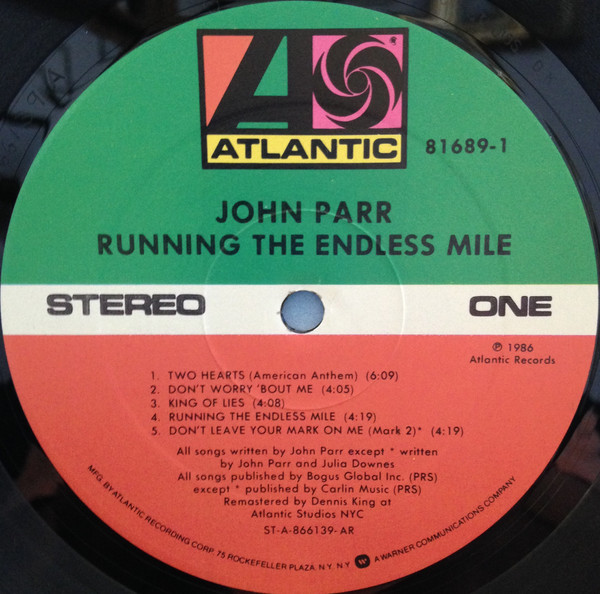 ATLANTIC
®
81689-1
JOHN PARR
RUNNING THE ENDLESS MILE
STEREO
ONE
℗ 1986
Atlantic Records
1. TWO HEARTS (American Anthem) (6:09)
2. DON'T WORRY 'BOUT ME (4:05)
3. KING OF LIES (4:08)
4. RUNNING THE ENDLESS MILE (4:19)
5. DON'T LEAVE YOUR MARK ON ME (Mark 2)* (4:19)
All songs written by John Parr except * written
by John Parr and Julia Downes
All songs published by Bogus Global Inc. (PRS)
except * published by Carlin Music (PRS)
Remastered by Dennis King at
Atlantic Studios NYC
ST-A-866139-AR
MFG. BY ATLANTIC RECORDING CORP. 75 ROCKEFELLER PLAZA, N.Y. N.Y. A WARNER COMMUNICATIONS COMPANY